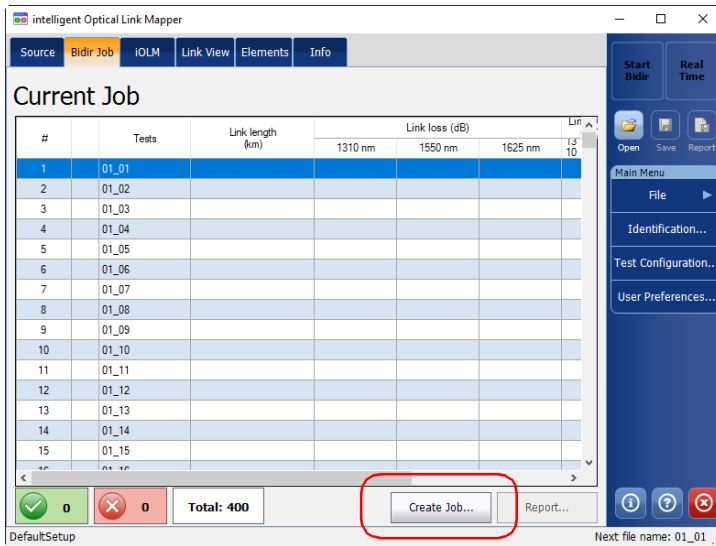 intelligent Optical Link Mapper
Source Bidir Job iOLM Link View Elements Info
Start Bidir
Real Time
Current Job
# Tests Link length (km) Link loss (dB)
1310 nm 1550 nm 1625 nm
1 01_01
2 01_02
3 01_03
4 01_04
5 01_05
6 01_06
7 01_07
8 01_08
9 01_09
10 01_10
11 01_11
12 01_12
13 01_13
14 01_14
15 01_15
Open Save Report
Main Menu
File
Identification...
Test Configuration...
User Preferences...
0 0 Total: 400 Create Job... Report...
DefaultSetup Next file name: 01_01